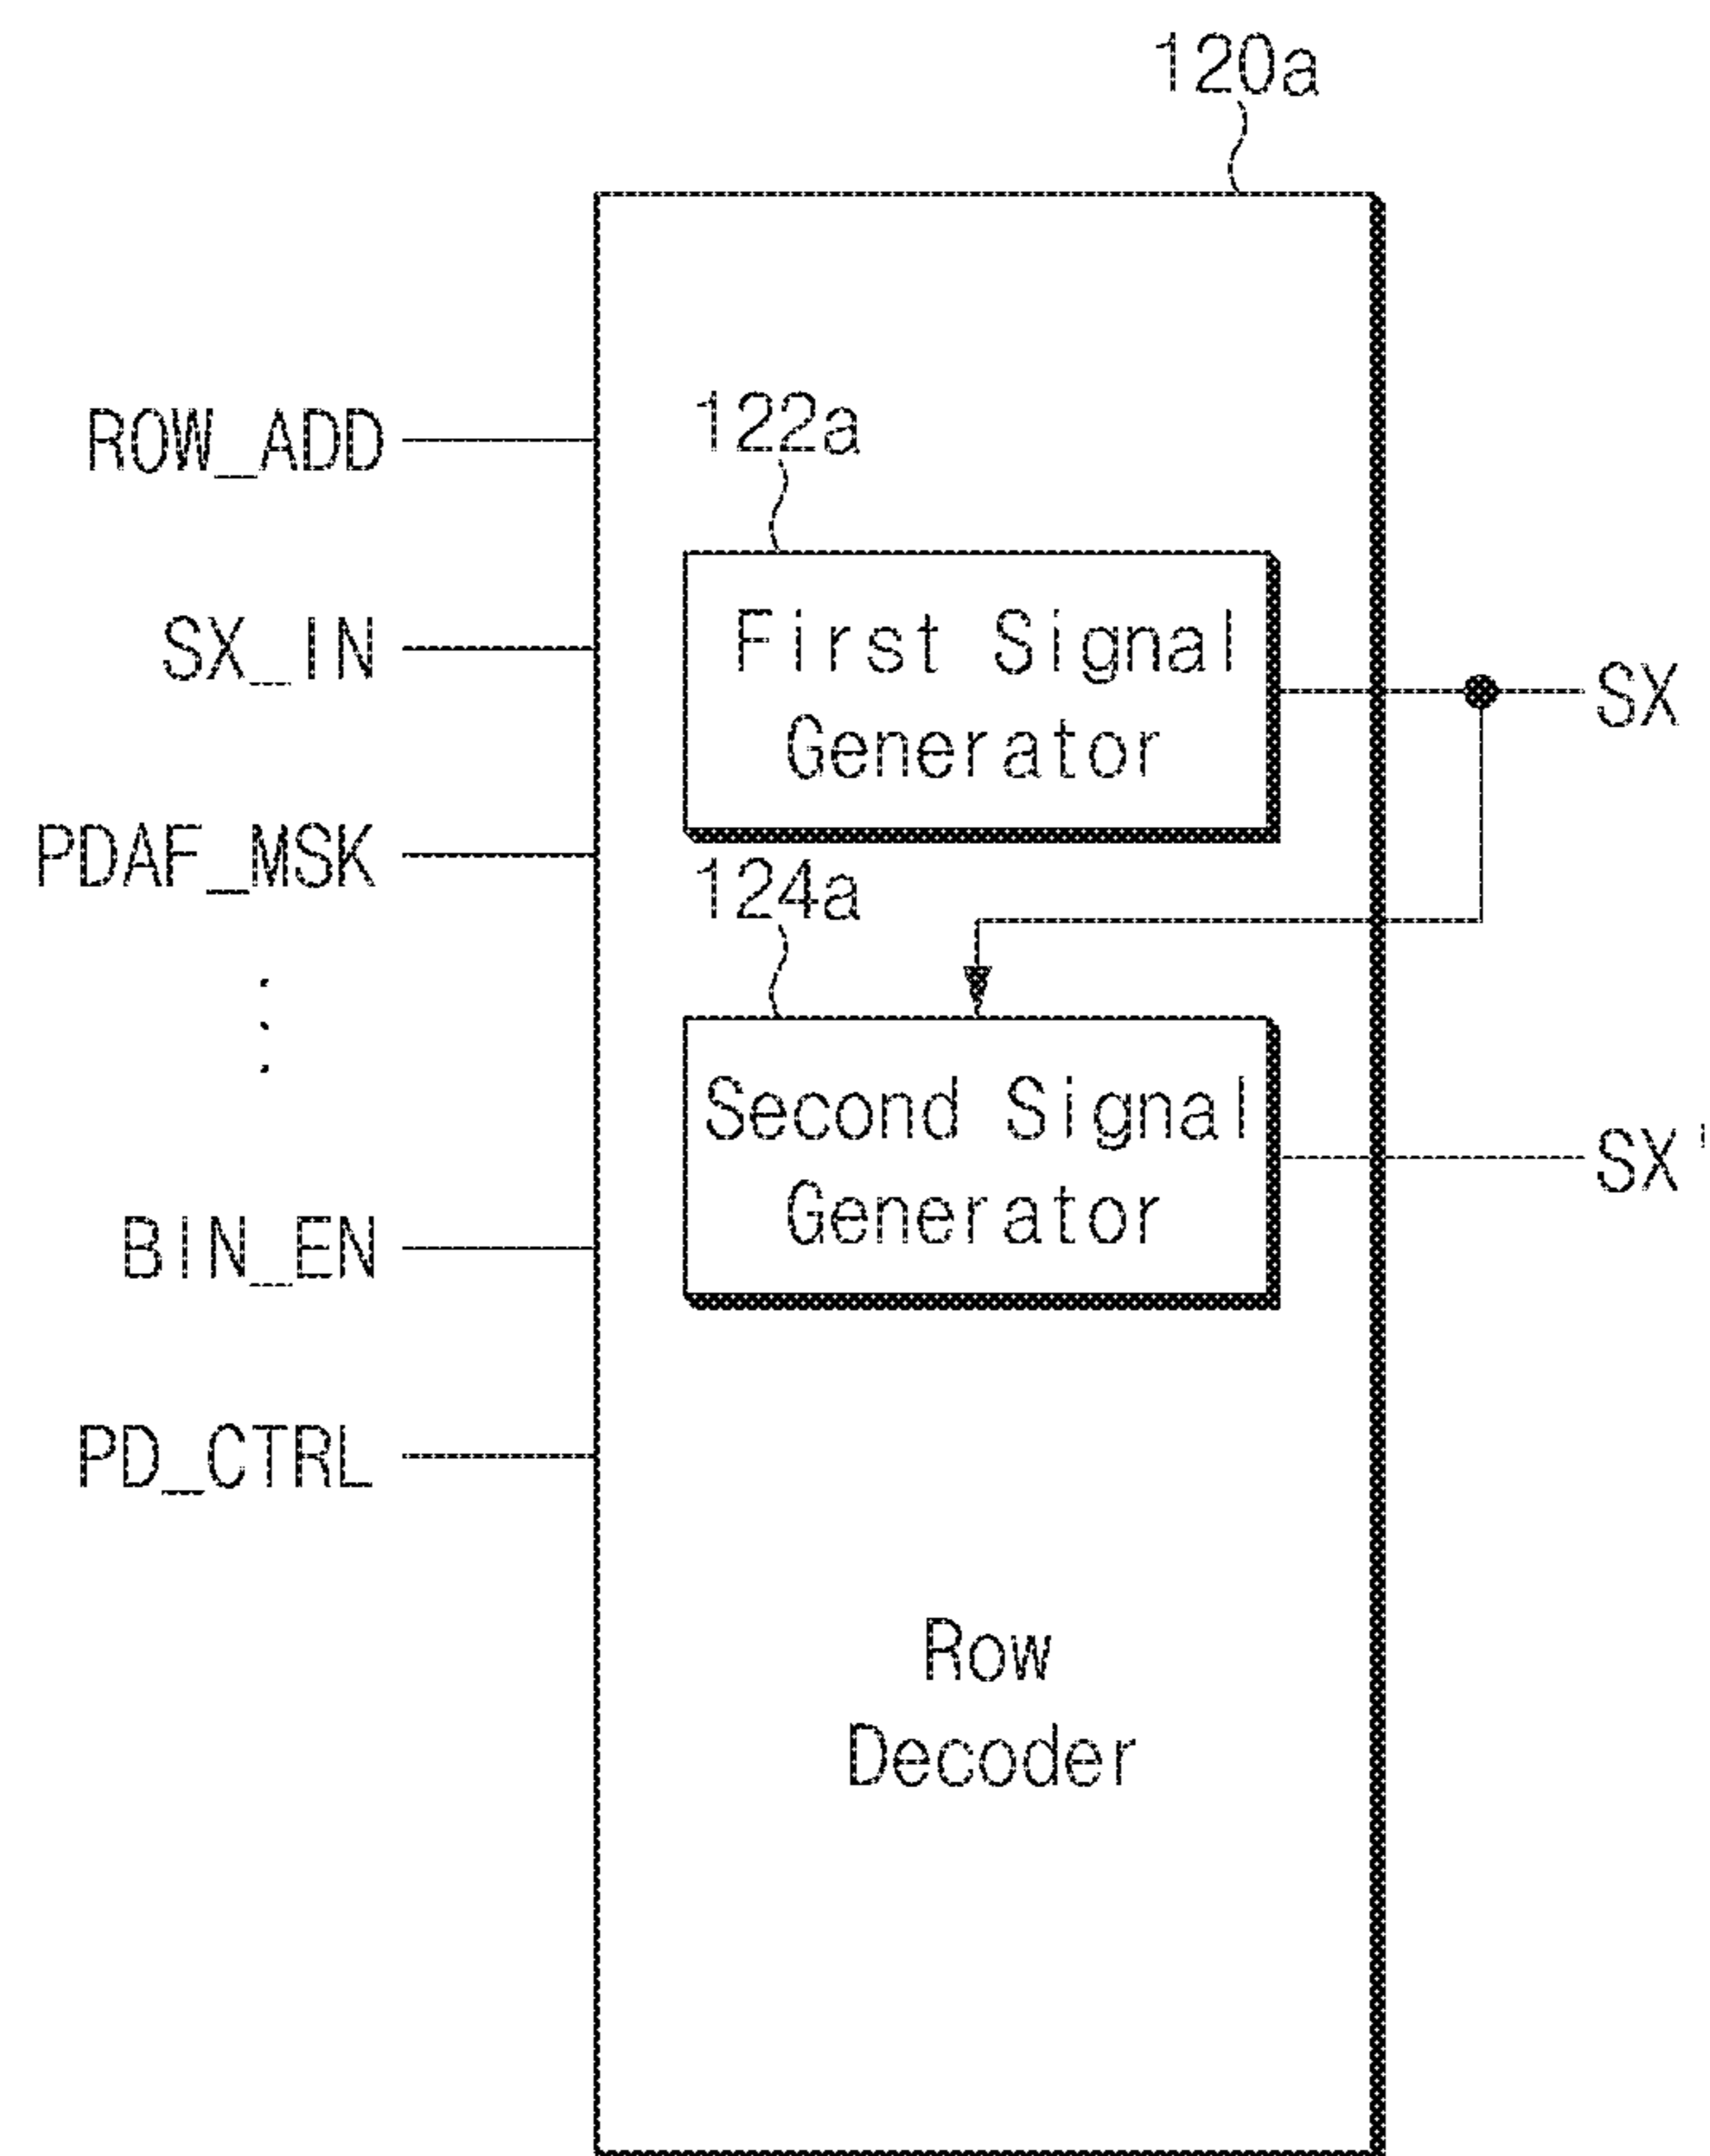 120a
ROW_ADD
122a
SX_IN
First Signal
Generator
SX
PDAF_MSK
124a
Second Signal
Generator
SX'
BIN_EN
PD_CTRL
Row
Decoder